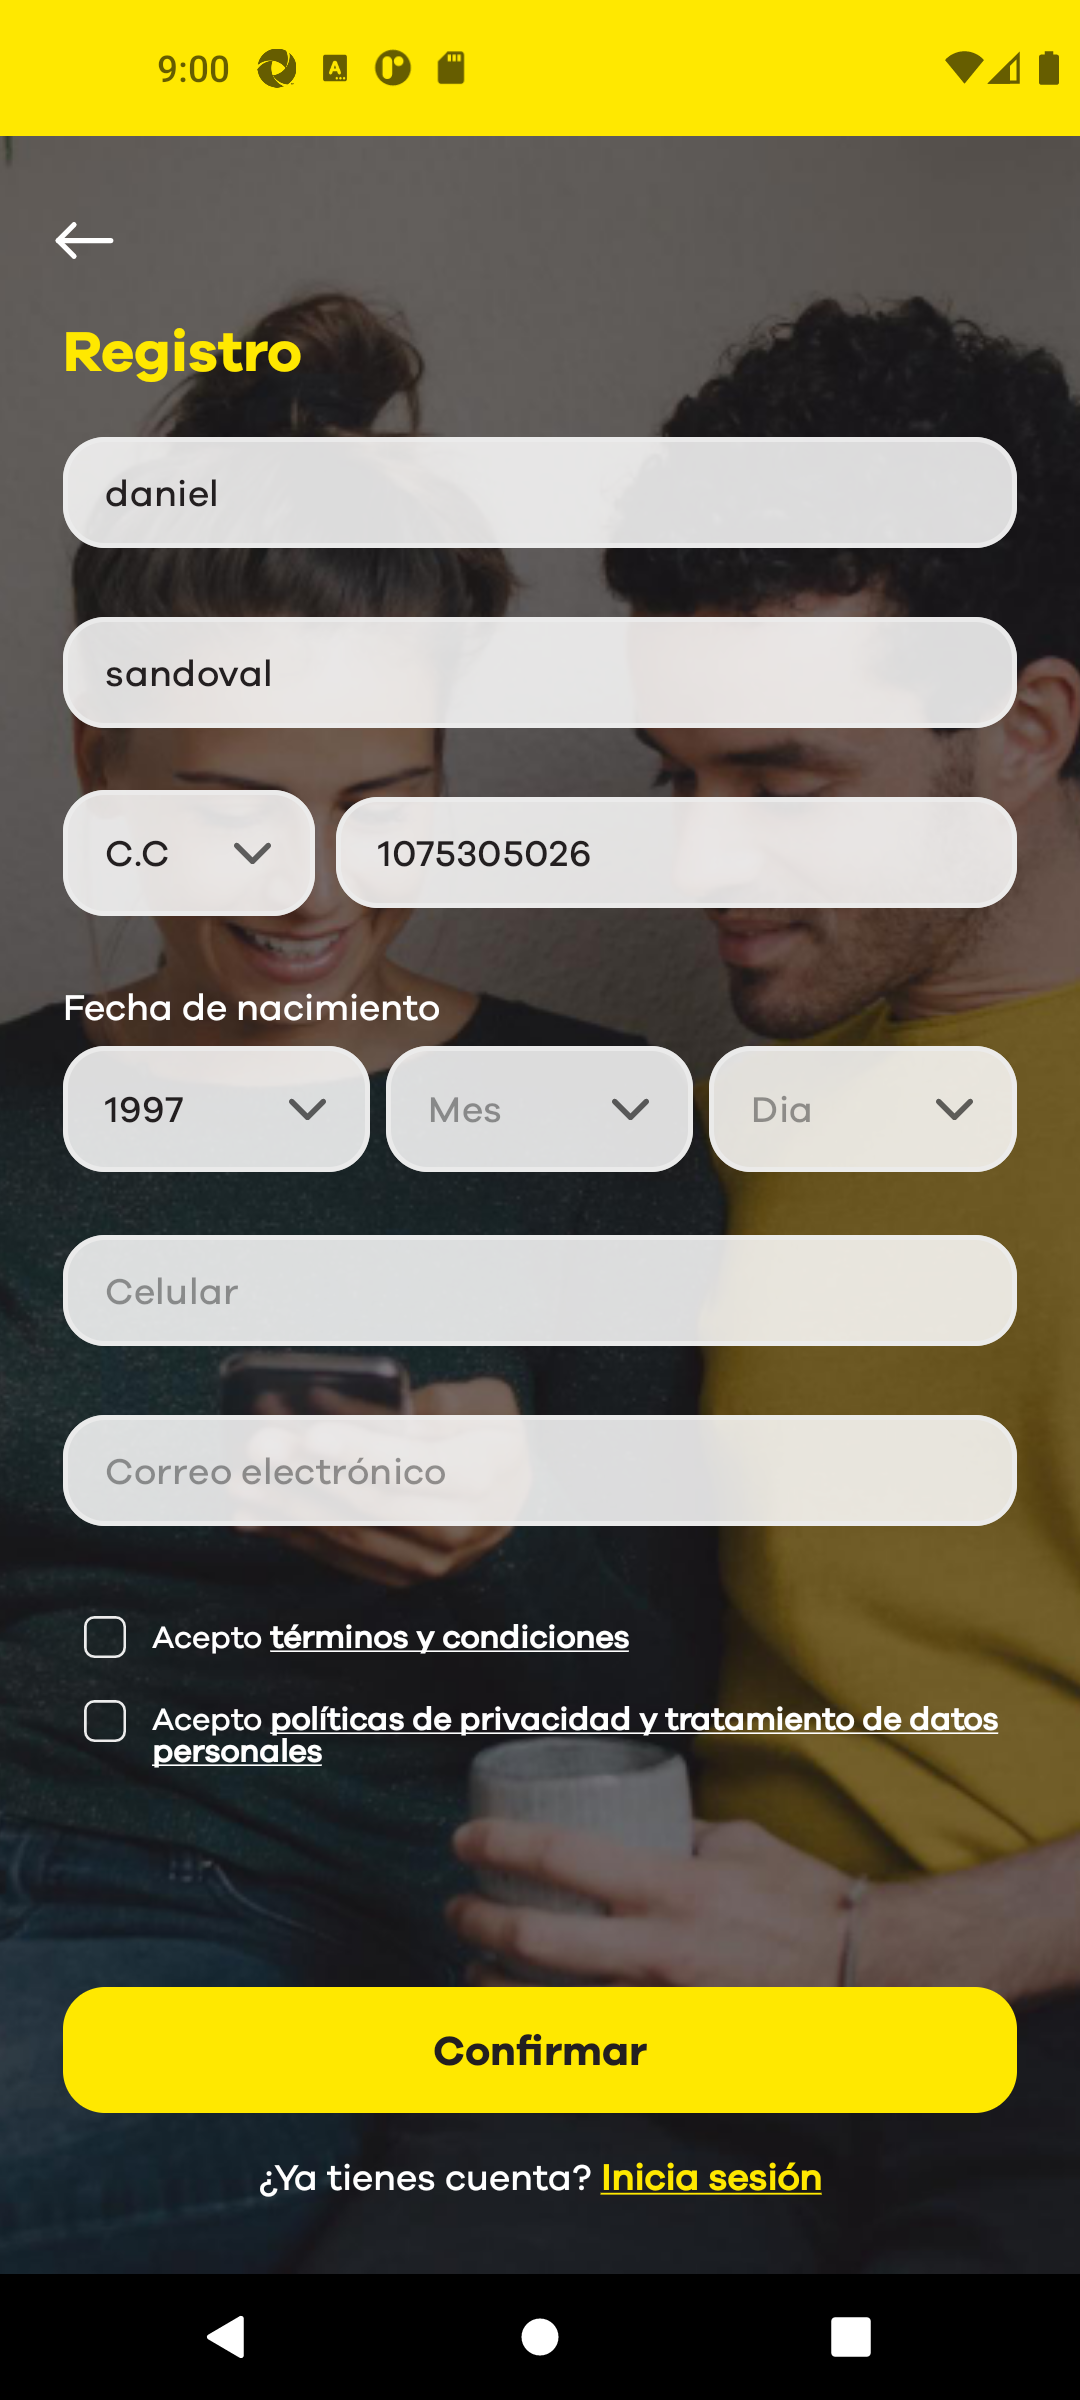 9:00
Registro
daniel
sandoval
C.C 1075305026
Fecha de nacimiento
1997 Mes Dia
Celular
Correo electrónico
Acepto términos y condiciones
Acepto políticas de privacidad y tratamiento de datos
personales
Confirmar
¿Ya tienes cuenta? Inicia sesión